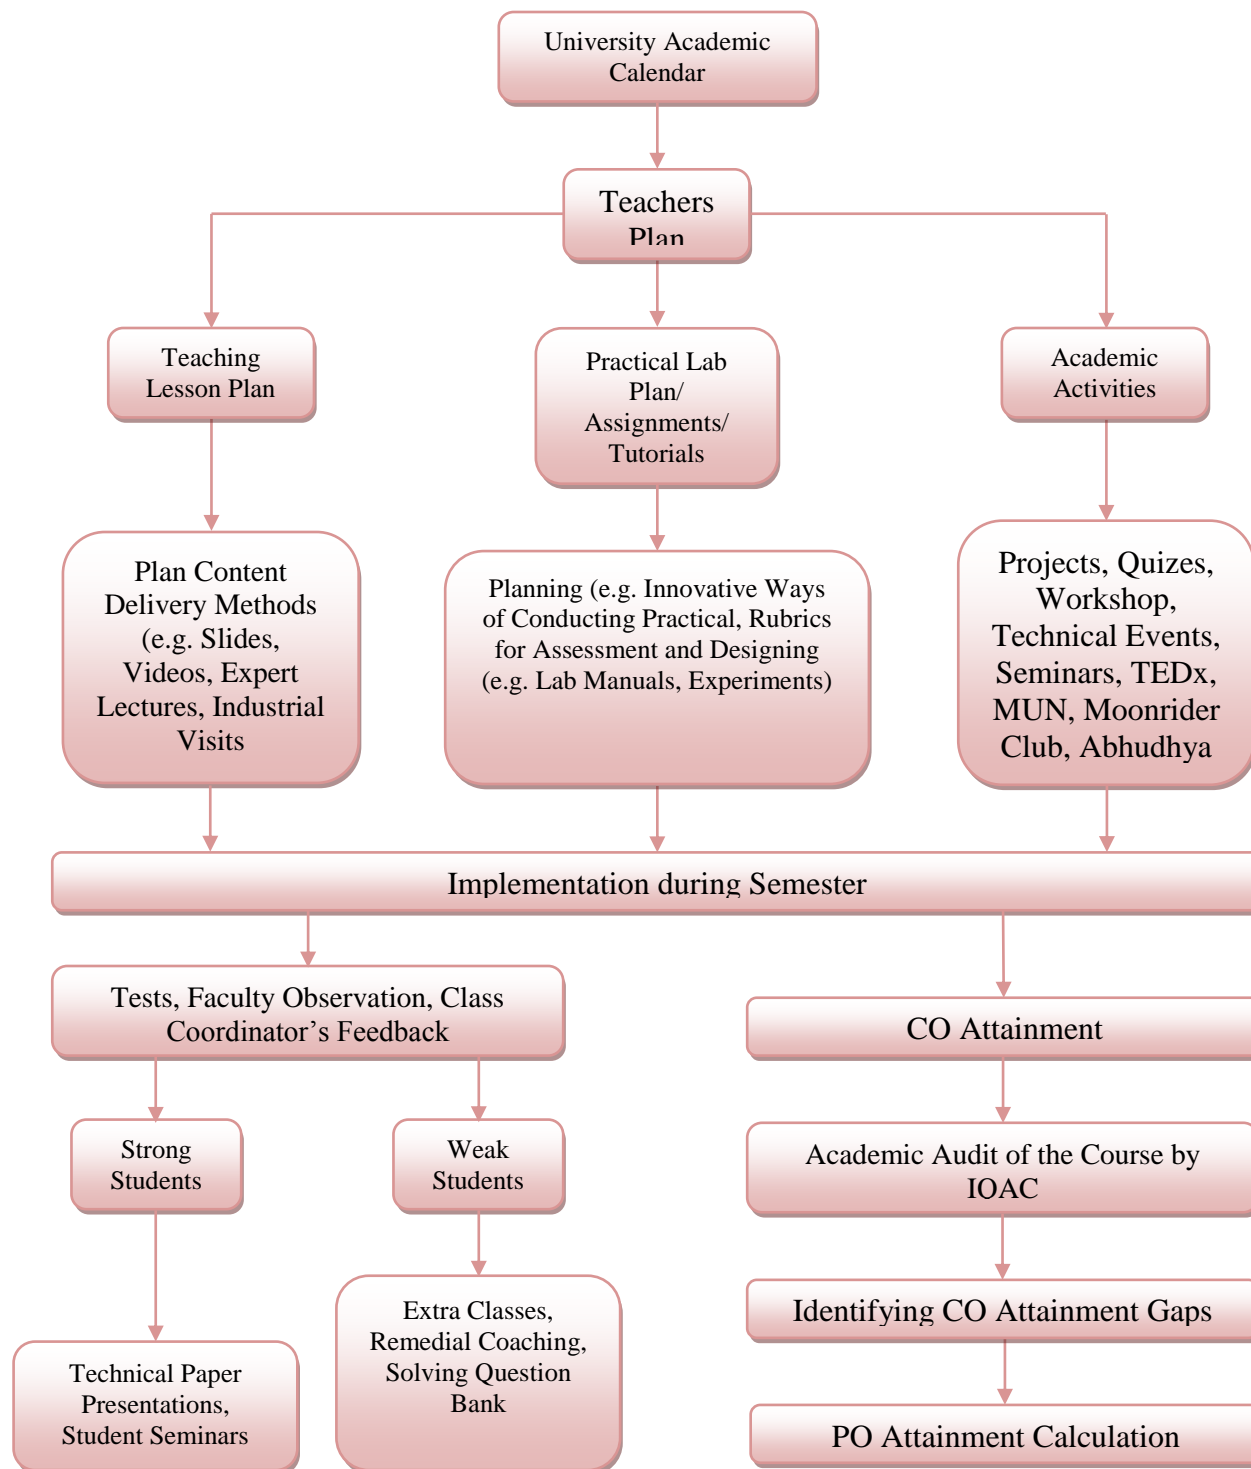 University Academic
Calendar
Teachers
Plan
Teaching
Lesson Plan
Practical Lab
Plan/
Assignments/
Tutorials
Academic
Activities
Plan Content
Delivery Methods
(e.g. Slides,
Videos, Expert
Lectures, Industrial
Visits
Planning (e.g. Innovative Ways
of Conducting Practical, Rubrics
for Assessment and Designing
(e.g. Lab Manuals, Experiments)
Projects, Quizes,
Workshop,
Technical Events,
Seminars, TEDx,
MUN, Moonrider
Club, Abhudhya
Implementation during Semester
Tests, Faculty Observation, Class
Coordinator’s Feedback
CO Attainment
Strong
Students
Weak
Students
Academic Audit of the Course by
IOAC
Extra Classes,
Remedial Coaching,
Solving Question
Bank
Identifying CO Attainment Gaps
Technical Paper
Presentations,
Student Seminars
PO Attainment Calculation